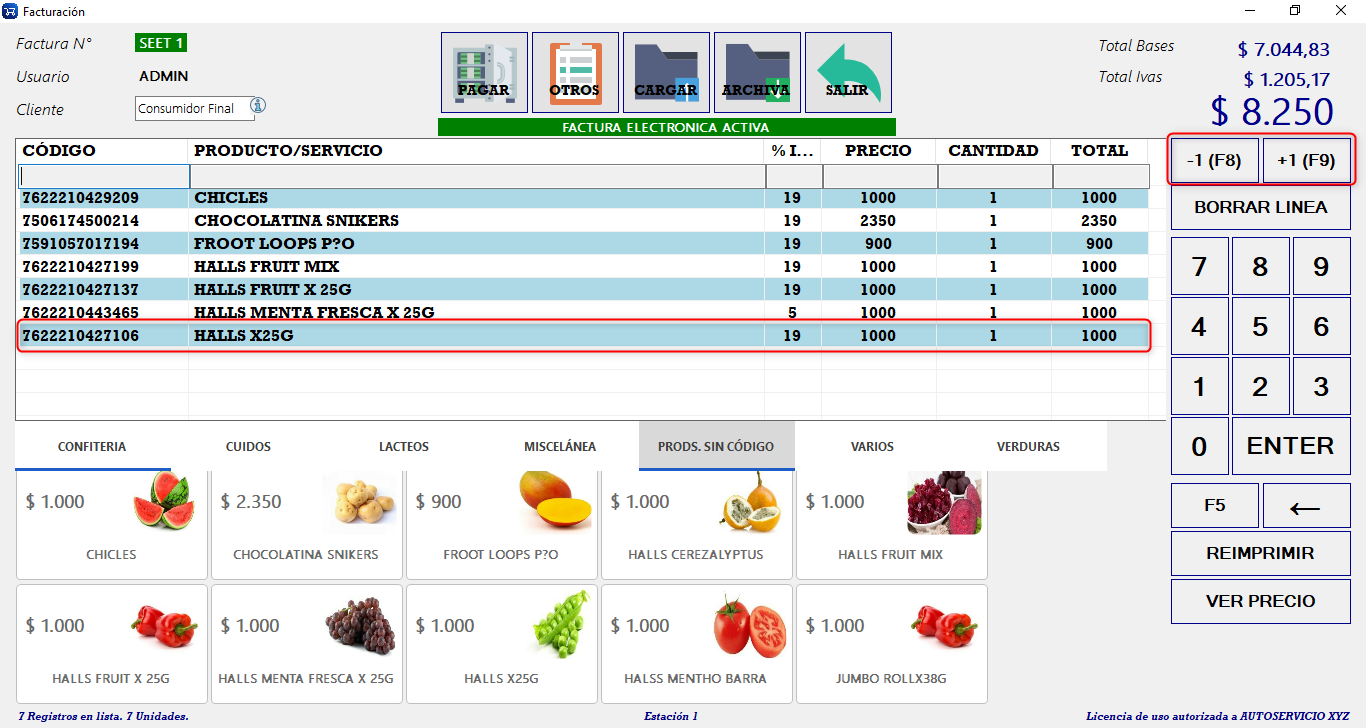 Facturación
Factura N° SEET 1
Usuario ADMIN
Cliente Consumidor Final
PAGAR OTROS CARGAR ARCHIVA SALIR
FACTURA ELECTRONICA ACTIVA
Total Bases $ 7.044,83
Total Ivas $ 1.205,17
$ 8.250
CÓDIGO PRODUCTO/SERVICIO % I... PRECIO CANTIDAD TOTAL
7622210429209 CHICLES 19 1000 1 1000
7506174500214 CHOCOLATINA SNIKERS 19 2350 1 2350
7591057017194 FROOT LOOPS P?O 19 900 1 900
7622210427199 HALLS FRUIT MIX 19 1000 1 1000
7622210427137 HALLS FRUIT X 25G 19 1000 1 1000
7622210443465 HALLS MENTA FRESCA X 25G 5 1000 1 1000
7622210427106 HALLS X25G 19 1000 1 1000
-1 (F8) +1 (F9)
BORRAR LINEA
7 8 9
4 5 6
1 2 3
0 ENTER
F5 ←
REIMPRIMIR
VER PRECIO
CONFITERIA CUIDOS LACTEOS MISCELÁNEA PRODS. SIN CÓDIGO VARIOS VERDURAS
$ 1.000 $ 2.350 $ 900 $ 1.000 $ 1.000
CHICLES CHOCOLATINA SNIKERS FROOT LOOPS P?O HALLS CEREZALYPTUS HALLS FRUIT MIX
$ 1.000 $ 1.000 $ 1.000 $ 1.000 $ 1.000
HALLS FRUIT X 25G HALLS MENTA FRESCA X 25G HALLS X25G HALSS MENTHO BARRA JUMBO ROLLX38G
7 Registros en lista. 7 Unidades. Estación 1 Licencia de uso autorizada a AUTOSERVICIO XYZ